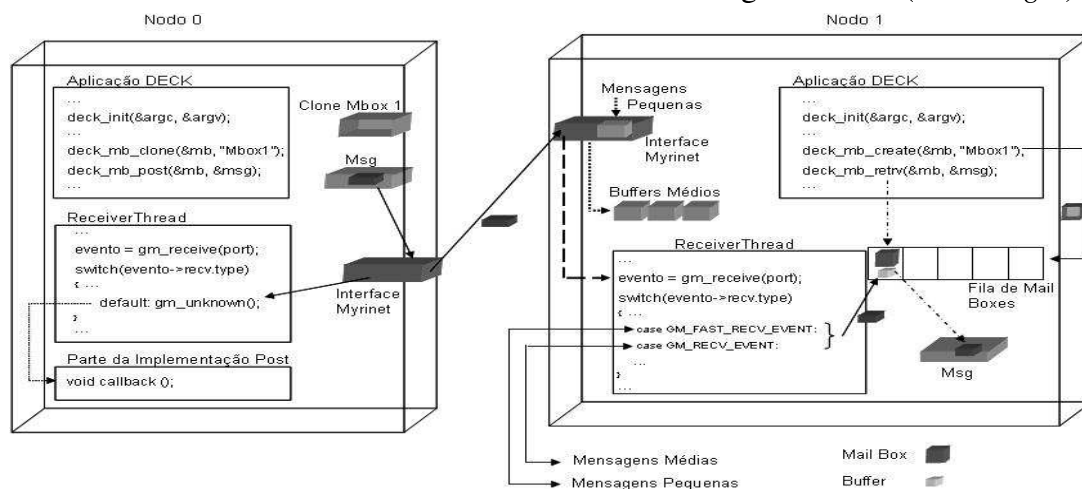 Nodo 0
Aplicação DECK
...
deck_init(&argc, &argv);
...
deck_mb_clone(&mb, "Mbox1");
deck_mb_post(&mb, &msg);
...
Clone Mbox 1
Msg
ReceiverThread
...
evento = gm_receive(port);
switch(evento->recv.type)
{ ...
default: gm_unknown();
}
...
Interface
Myrinet
Parte da Implementação Post
void callback ();
Nodo 1
Mensagens
Pequenas
Interface
Myrinet
Buffers Médios
Aplicação DECK
...
deck_init(&argc, &argv);
...
deck_mb_create(&mb, "Mbox1");
deck_mb_retrv(&mb, &msg);
...
ReceiverThread
...
evento = gm_receive(port);
switch(evento->recv.type)
{ ...
case GM_FAST_RECV_EVENT:
case GM_RECV_EVENT:
...
}
...
}
Fila de Mail
Boxes
Msg
Mensagens Médias
Mensagens Pequenas
Mail Box
Buffer